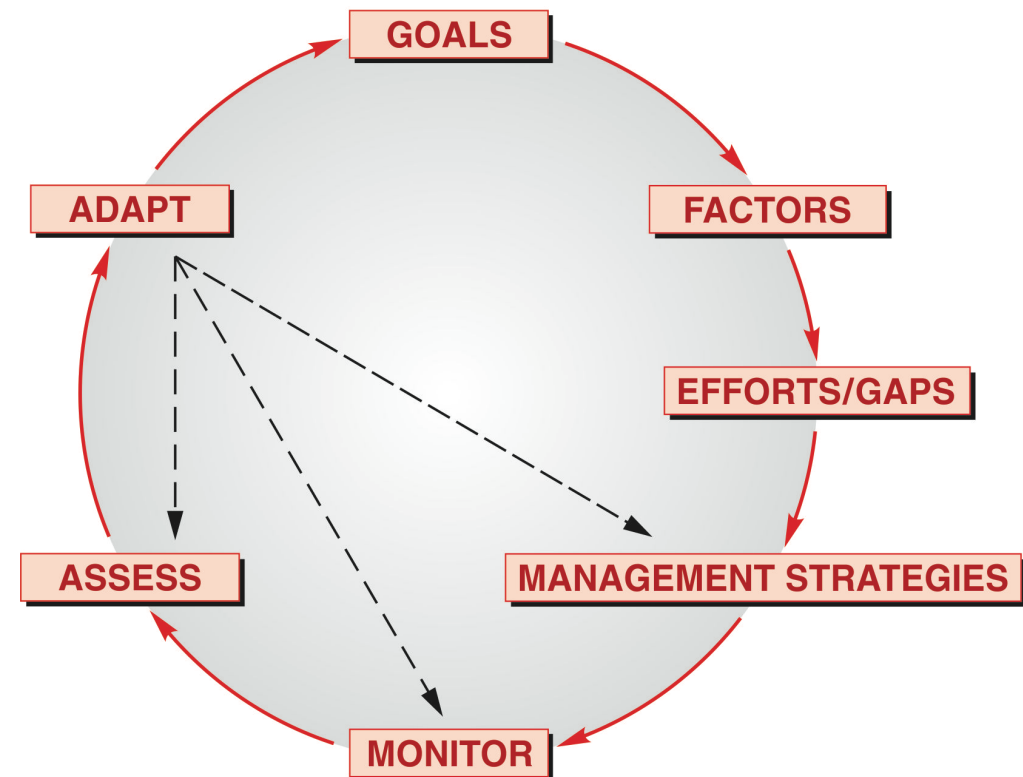 GOALS
ADAPT
FACTORS
EFFORTS/GAPS
ASSESS
MANAGEMENT STRATEGIES
MONITOR